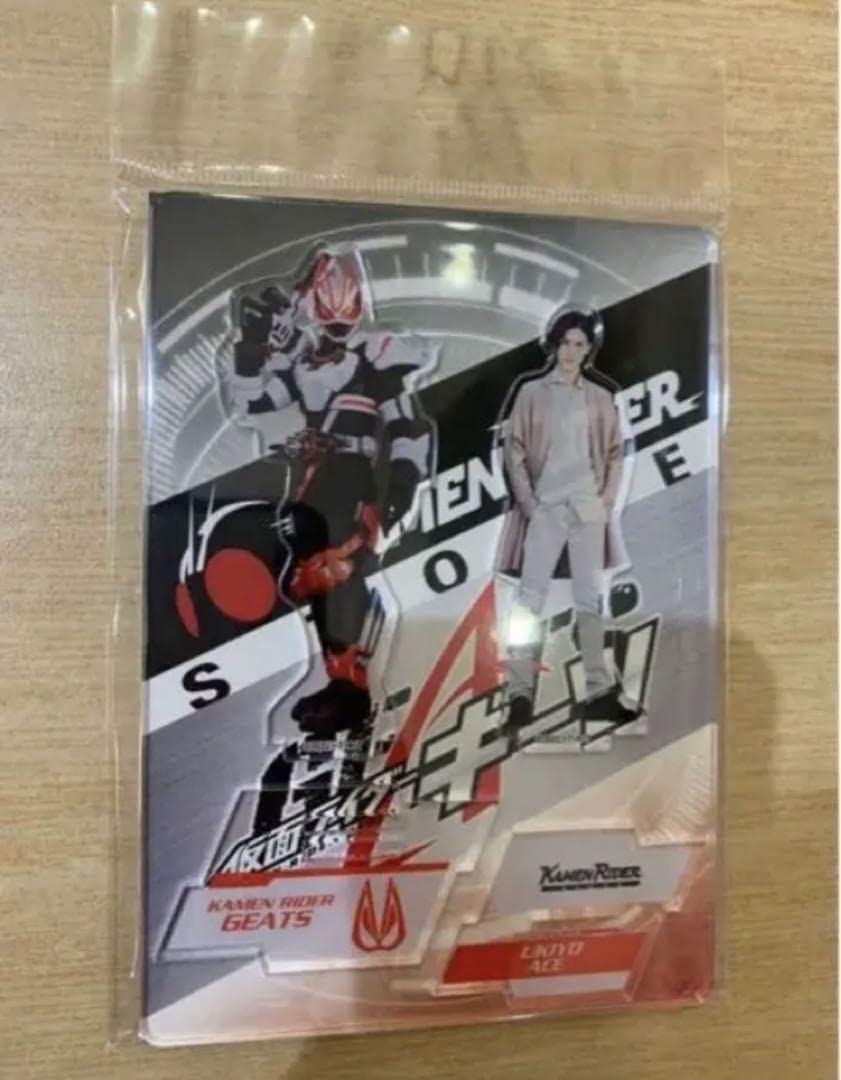 KAMEN RIDER
S O E
仮面ライダーギーツ
KAMEN RIDER
GEATS
KAMEN RIDER
UKIYO
ACE